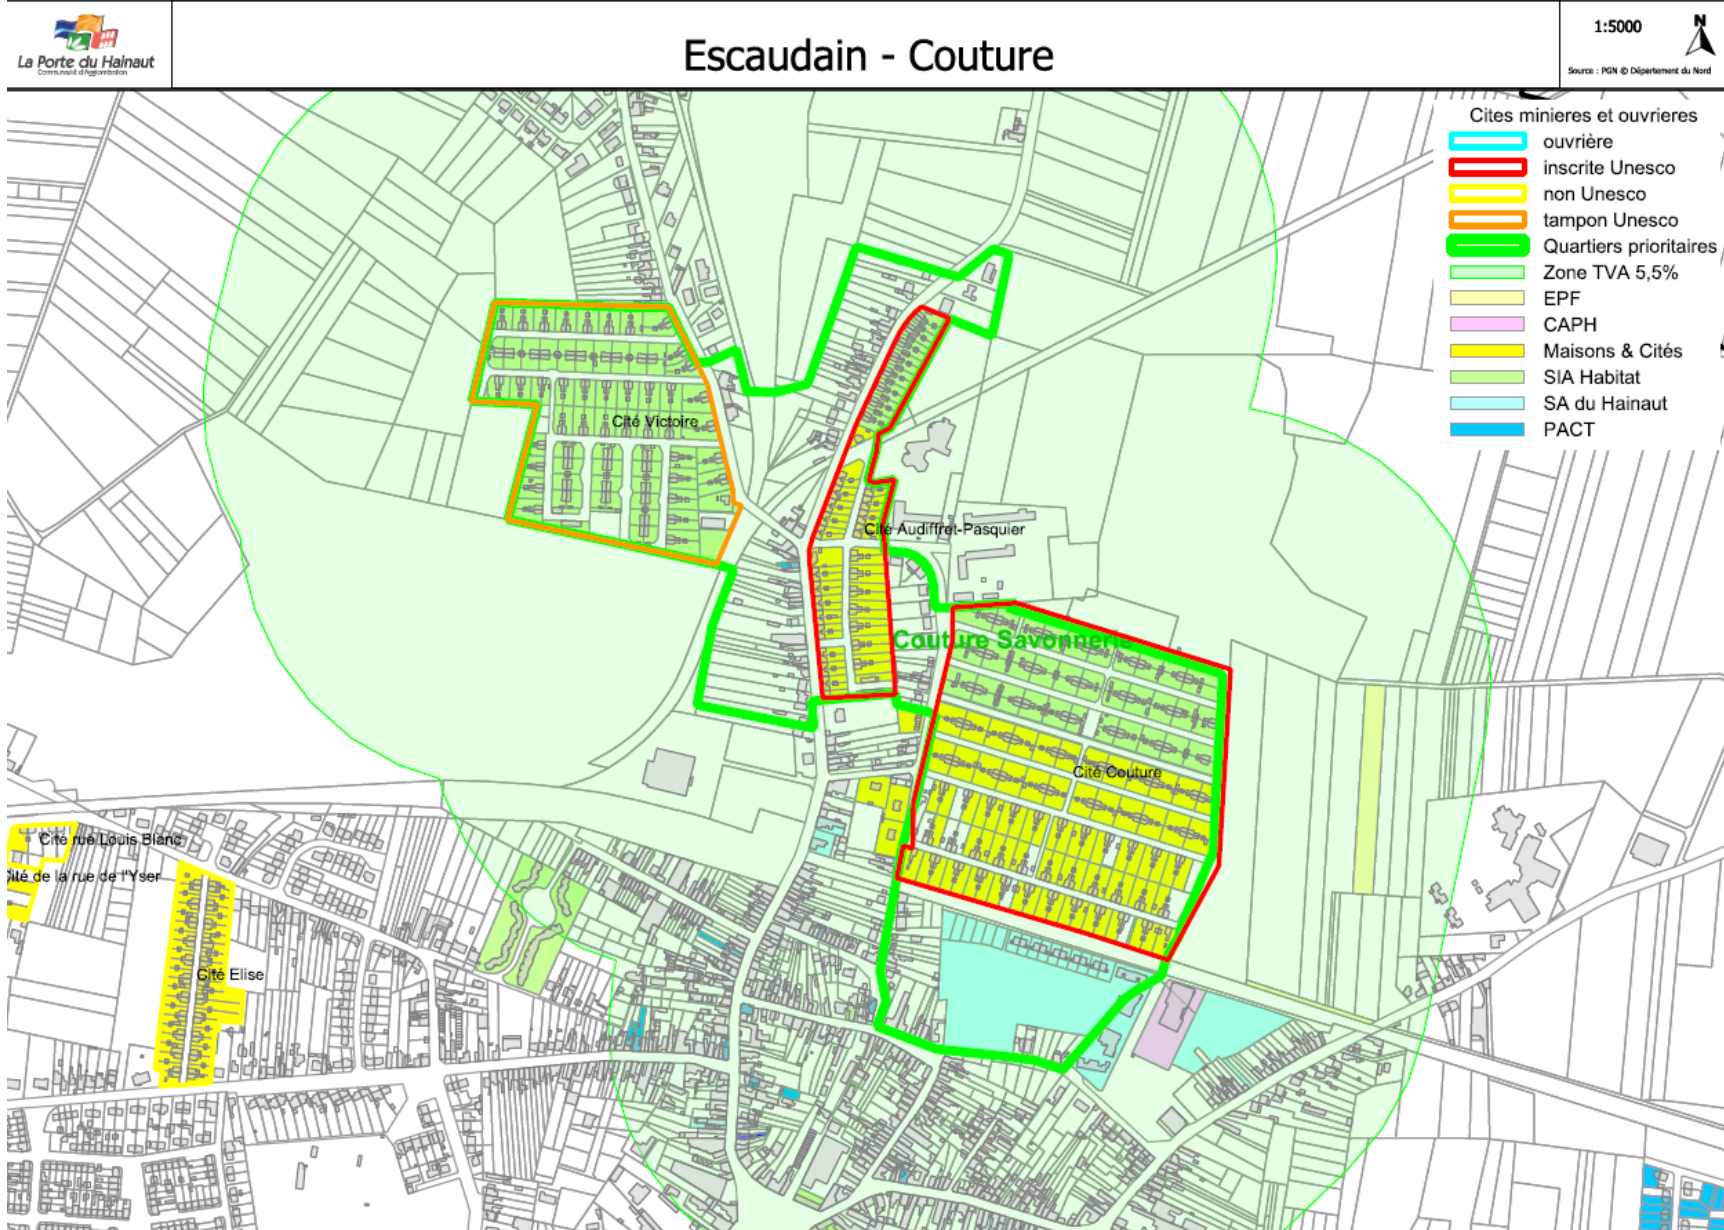 La Porte du Hainaut
Communauté d'Agglomération
Escaudain - Couture
1:5000
N
Source : PGN © Département du Nord
Cites minieres et ouvrieres
ouvrière
inscrite Unesco
non Unesco
tampon Unesco
Quartiers prioritaires
Zone TVA 5,5%
EPF
CAPH
Maisons & Cités
SIA Habitat
SA du Hainaut
PACT
Cité Victoire
Cité Audiffret-Pasquier
Couture Savonnerie
Cité Couture
Cité rue Louis Blanc
Cité de la rue de l'Yser
Cité Elise